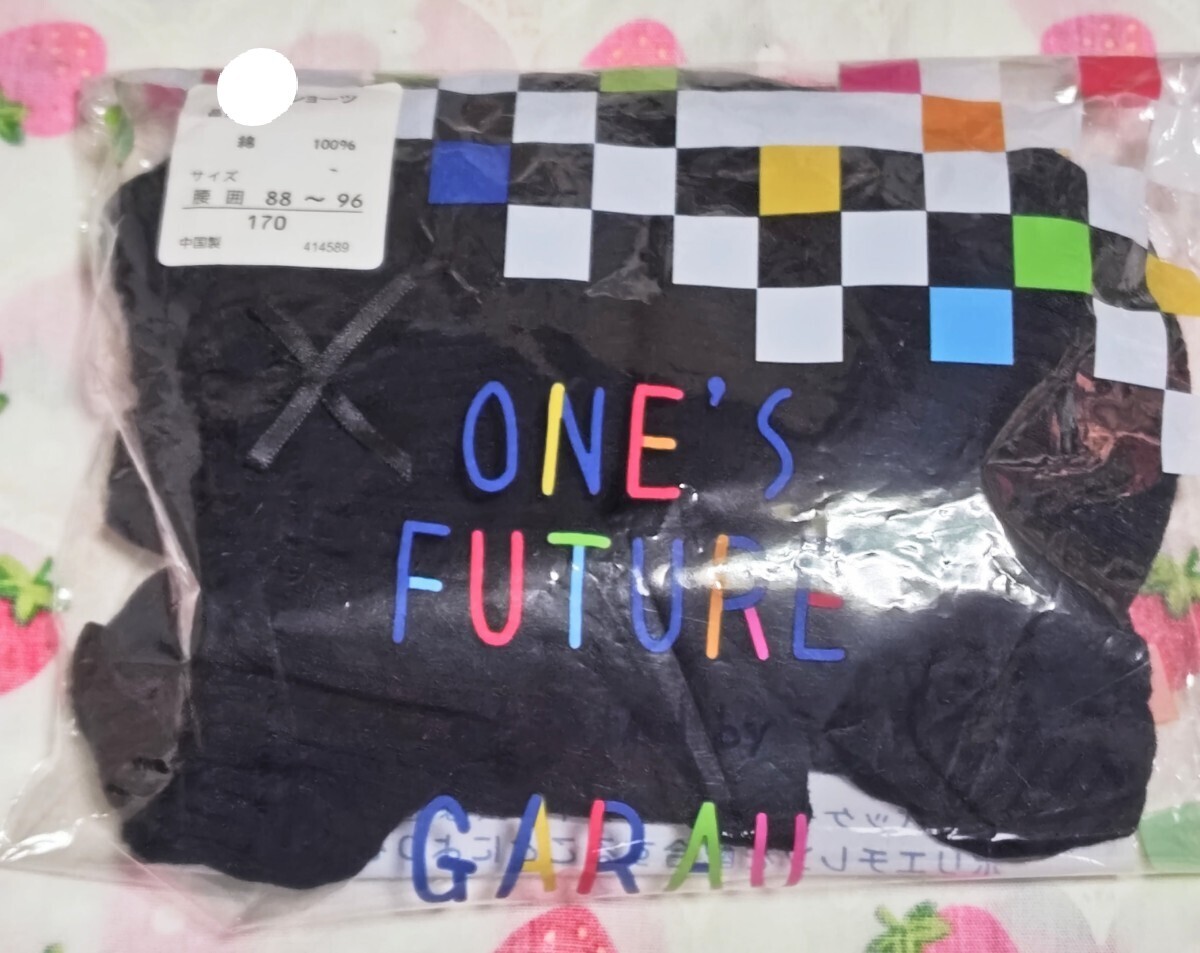 ショーツ
綿 100%
サイズ
腰囲 88 ～ 96
170
中国製 414589
ONE'S
FUTURE
by
GARAH